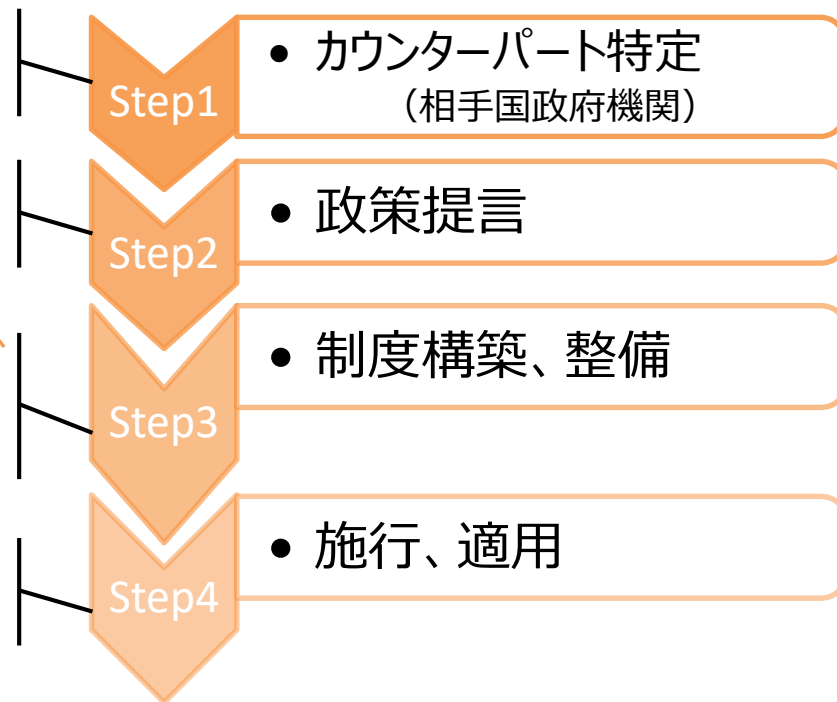 Step1
• カウンターパート特定
（相手国政府機関）
Step2
• 政策提言
Step3
• 制度構築、整備
Step4
• 施行、適用